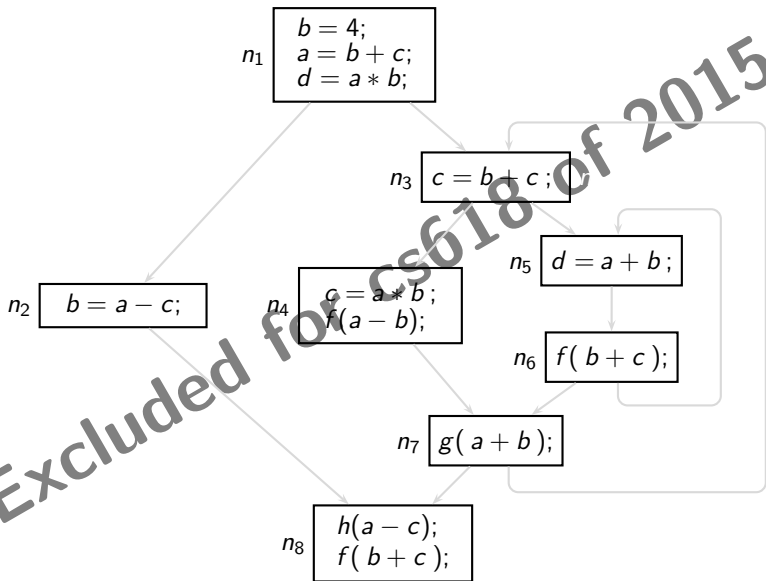 n₁
b = 4;
a = b + c;
d = a ∗ b;
n₃ c = b + c ;
n₅ d = a + b ;
n₂ b = a − c;
n₄
c = a ∗ b ;
f(a − b);
n₆ f( b + c );
n₇ g( a + b );
n₈
h(a − c);
f( b + c );
Excluded for cs618 of 2015